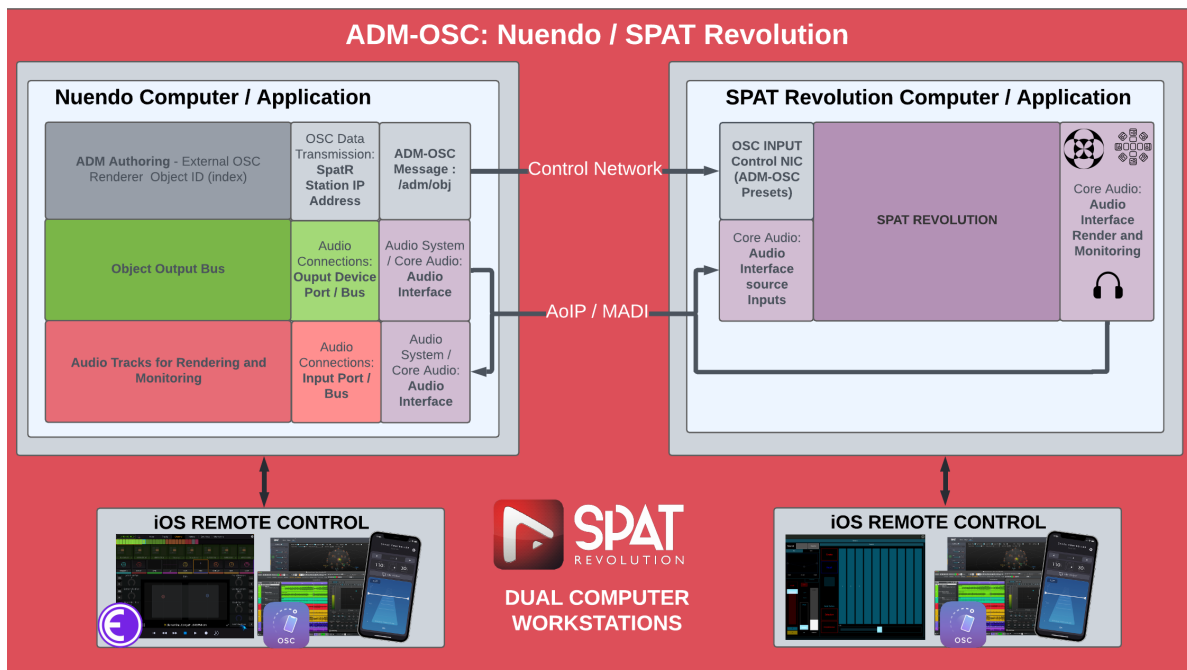 ADM-OSC: Nuendo / SPAT Revolution
Nuendo Computer / Application
ADM Authoring - External OSC
Renderer Object ID (index)
OSC Data
Transmission:
SpatR
Station IP
Address
ADM-OSC
Message :
/adm/obj
Object Output Bus
Audio
Connections:
Ouput Device
Port / Bus
Audio System
/ Core Audio:
Audio
Interface
Audio Tracks for Rendering and
Monitoring
Audio
Connections:
Input Port /
Bus
Audio
System /
Core Audio:
Audio
Interface
Control Network
AoIP / MADI
SPAT Revolution Computer / Application
OSC INPUT
Control NIC
(ADM-OSC
Presets)
Core Audio:
Audio
Interface
source
Inputs
SPAT REVOLUTION
Core Audio:
Audio
Interface
Render and
Monitoring
iOS REMOTE CONTROL
OSC
SPAT
REVOLUTION
DUAL COMPUTER
WORKSTATIONS
iOS REMOTE CONTROL
OSC